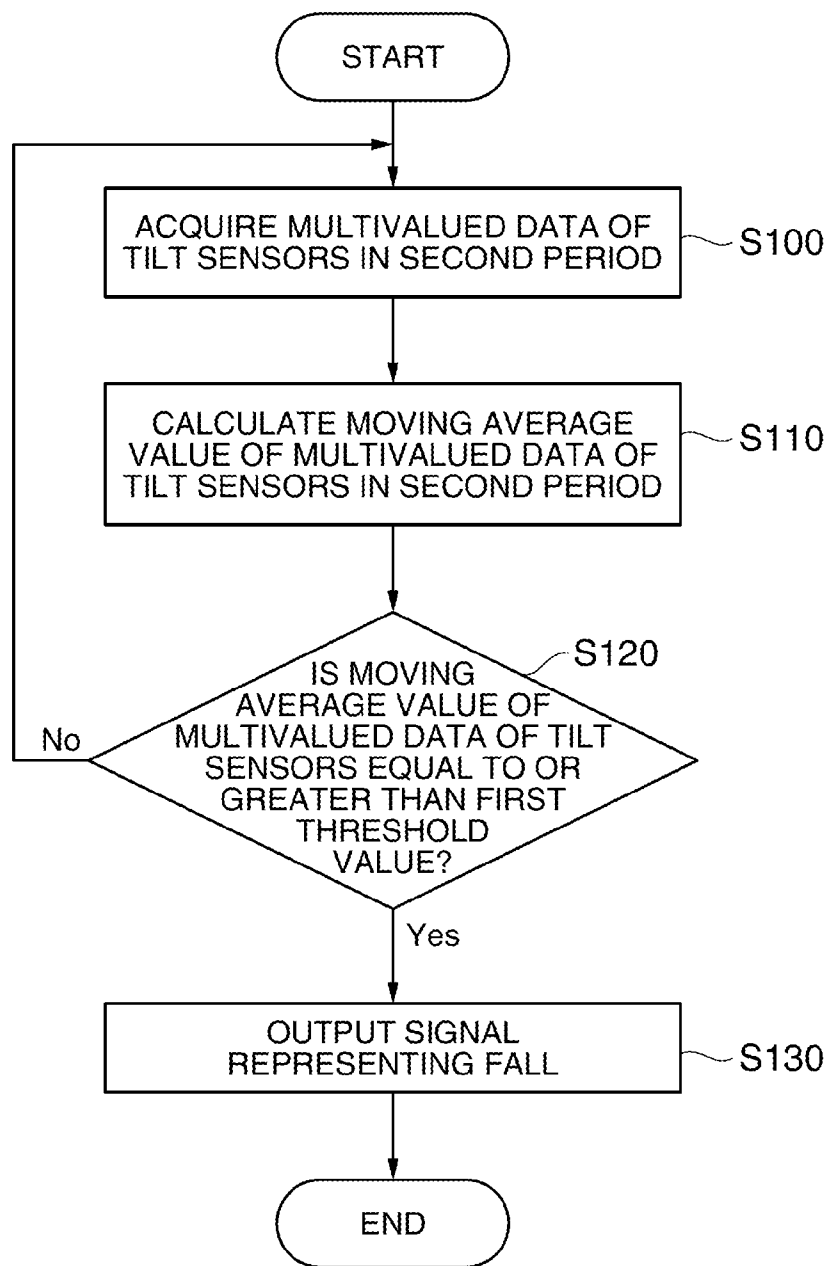 START
ACQUIRE MULTIVALUED DATA OF
TILT SENSORS IN SECOND PERIOD
S100
CALCULATE MOVING AVERAGE
VALUE OF MULTIVALUED DATA OF
TILT SENSORS IN SECOND PERIOD
S110
S120
IS MOVING
AVERAGE VALUE OF
MULTIVALUED DATA OF TILT
SENSORS EQUAL TO OR
GREATER THAN FIRST
THRESHOLD
VALUE?
No
Yes
OUTPUT SIGNAL
REPRESENTING FALL
S130
END